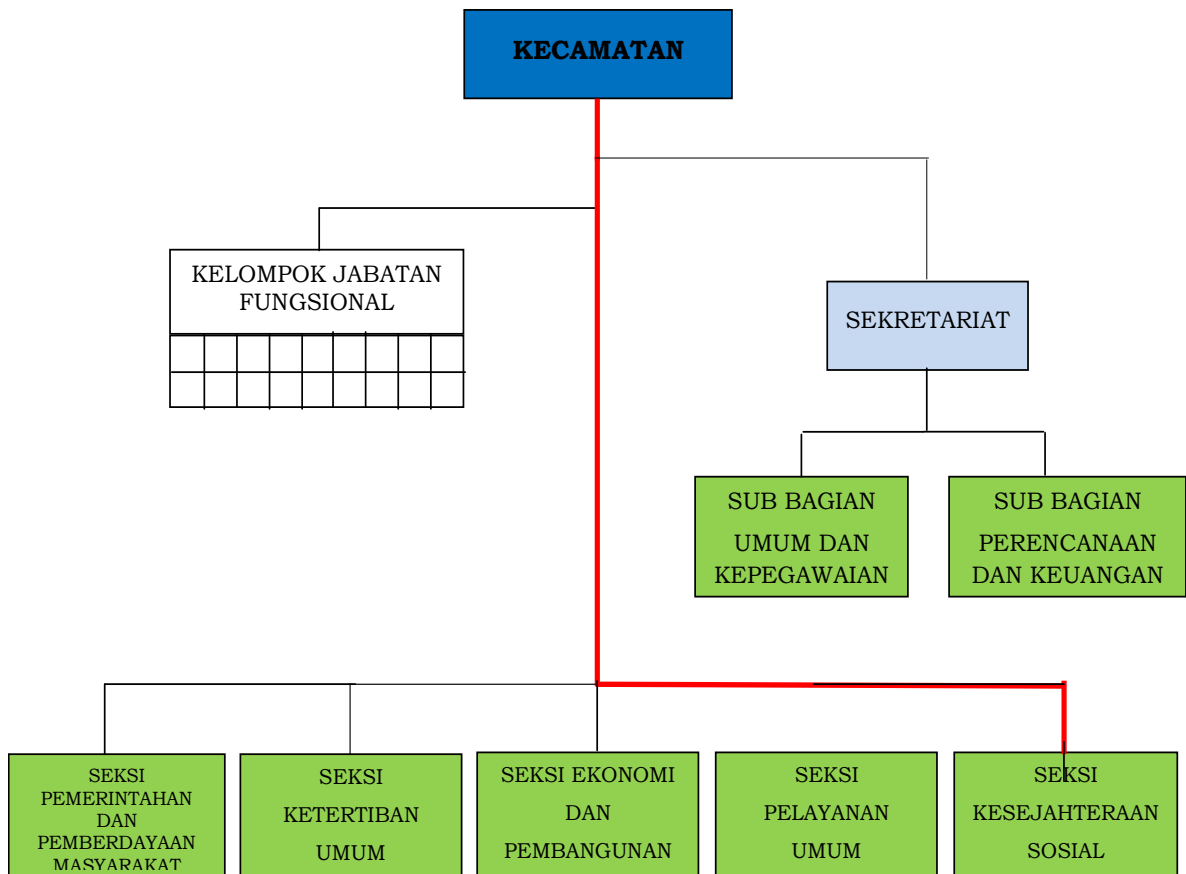 KECAMATAN
KELOMPOK JABATAN
FUNGSIONAL
SEKRETARIAT
SUB BAGIAN
UMUM DAN
KEPEGAWAIAN
SUB BAGIAN
PERENCANAAN
DAN KEUANGAN
SEKSI
PEMERINTAHAN
DAN
PEMBERDAYAAN
MASYARAKAT
SEKSI
KETERTIBAN
UMUM
SEKSI EKONOMI
DAN
PEMBANGUNAN
SEKSI
PELAYANAN
UMUM
SEKSI
KESEJAHTERAAN
SOSIAL